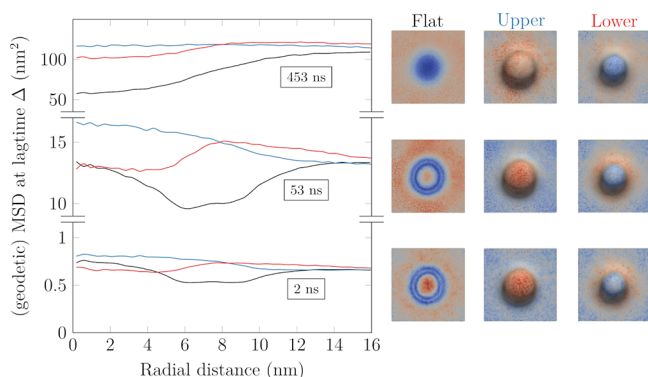 Flat Upper Lower
(geodetic) MSD at lagtime Δ (nm²)
100
50
453 ns
15
10
53 ns
1
0.5
0
2 ns
0 2 4 6 8 10 12 14 16
Radial distance (nm)